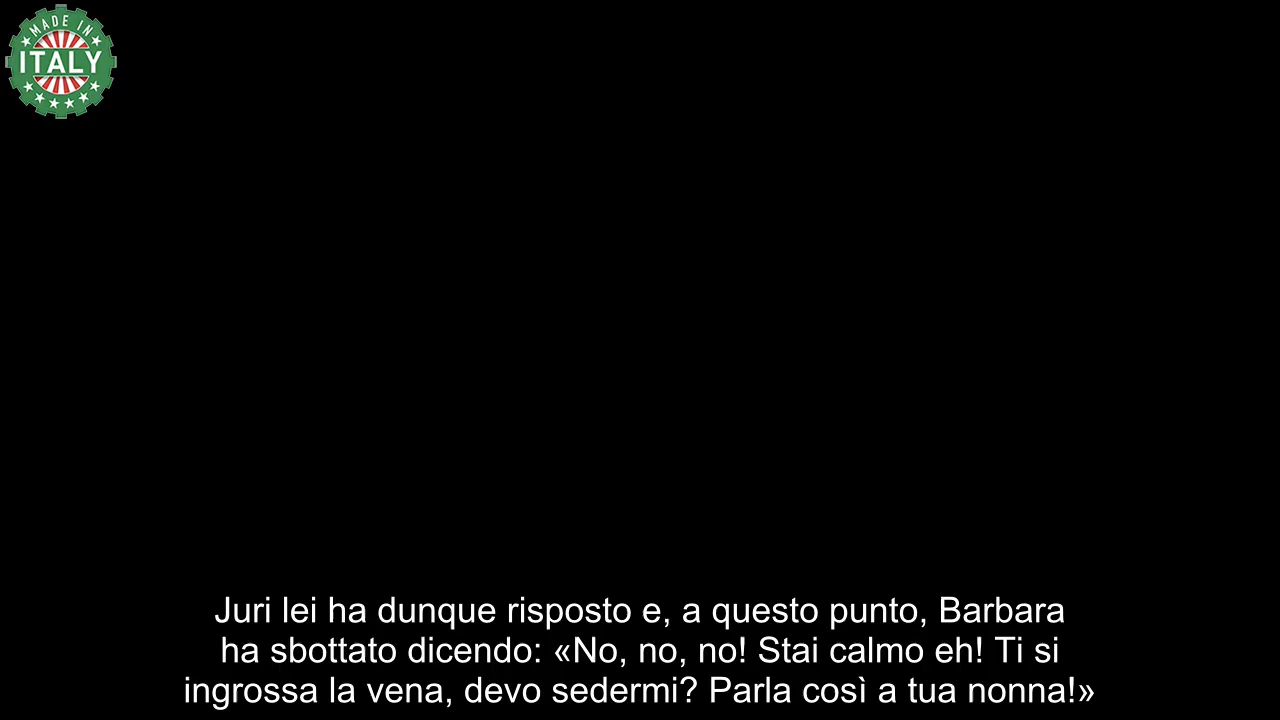 MADE IN
ITALY
Juri lei ha dunque risposto e, a questo punto, Barbara
ha sbottato dicendo: «No, no, no! Stai calmo eh! Ti si
ingrossa la vena, devo sedermi? Parla così a tua nonna!»